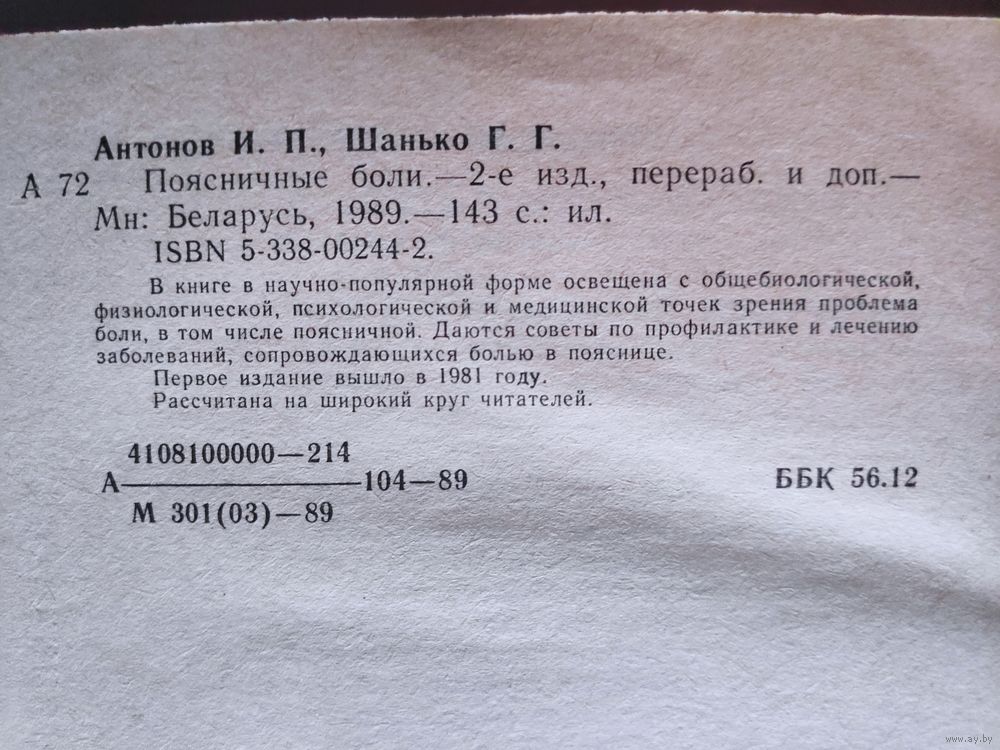 Антонов И. П., Шанько Г. Г.
А 72 Поясничные боли.—2-е изд., перераб. и доп.—
Мн: Беларусь, 1989.—143 с.: ил.
ISBN 5-338-00244-2.
В книге в научно-популярной форме освещена с общебиологической,
физиологической, психологической и медицинской точек зрения проблема
боли, в том числе поясничной. Даются советы по профилактике и лечению
заболеваний, сопровождающихся болью в пояснице.
Первое издание вышло в 1981 году.
Рассчитана на широкий круг читателей.
4108100000—214
А—104—89
М 301(03)—89
ББК 56.12
www.ay.by